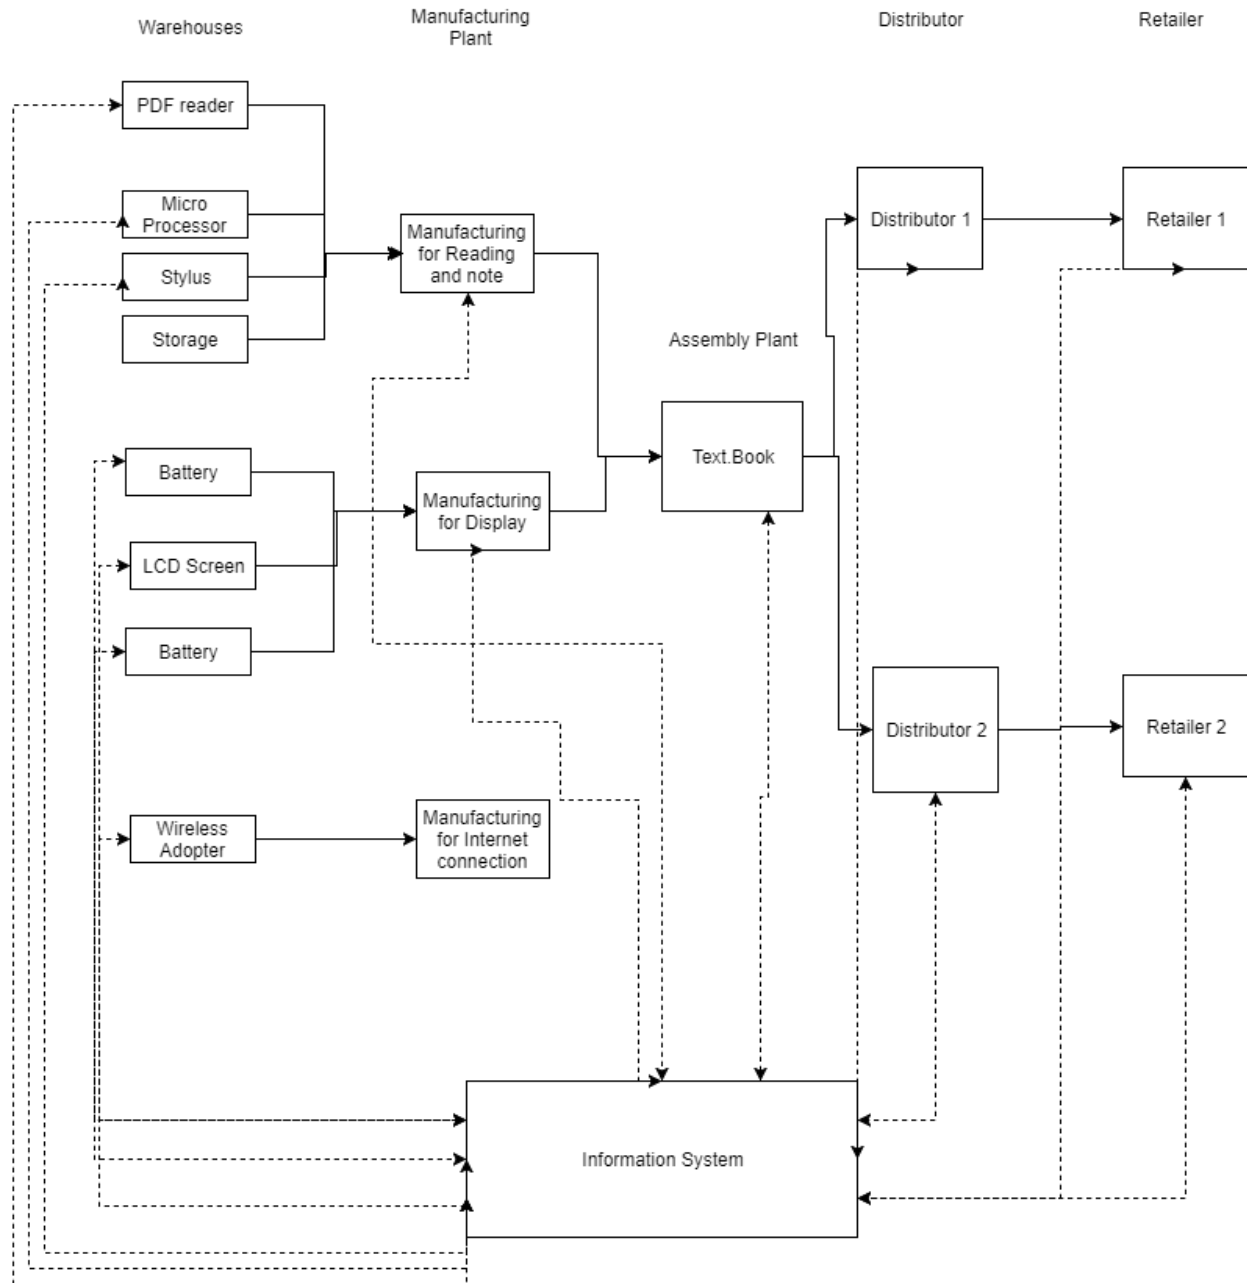 Warehouses
Manufacturing
Plant
Distributor
Retailer
PDF reader
Micro
Processor
Stylus
Storage
Manufacturing
for Reading
and note
Distributor 1
Retailer 1
Assembly Plant
Battery
LCD Screen
Battery
Manufacturing
for Display
Text.Book
Distributor 2
Retailer 2
Wireless
Adopter
Manufacturing
for Internet
connection
Information System